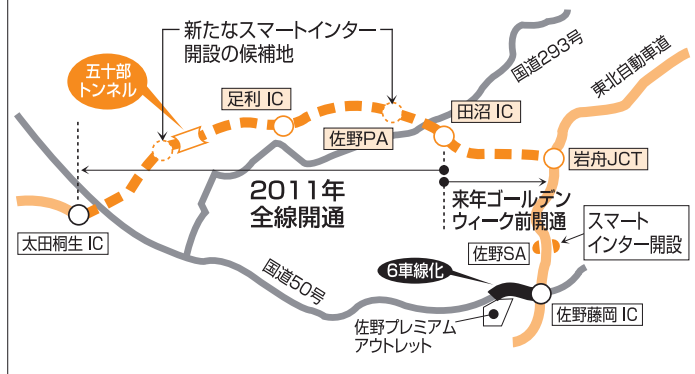 新たなスマートインター
開設の候補地
国道293号
東北自動車道
五十部
トンネル
足利 IC
佐野PA
田沼 IC
岩舟JCT
2011年
全線開通
来年ゴールデン
ウィーク前開通
太田桐生 IC
スマート
インター開設
佐野SA
6車線化
国道50号
佐野藤岡 IC
佐野プレミアム
アウトレット